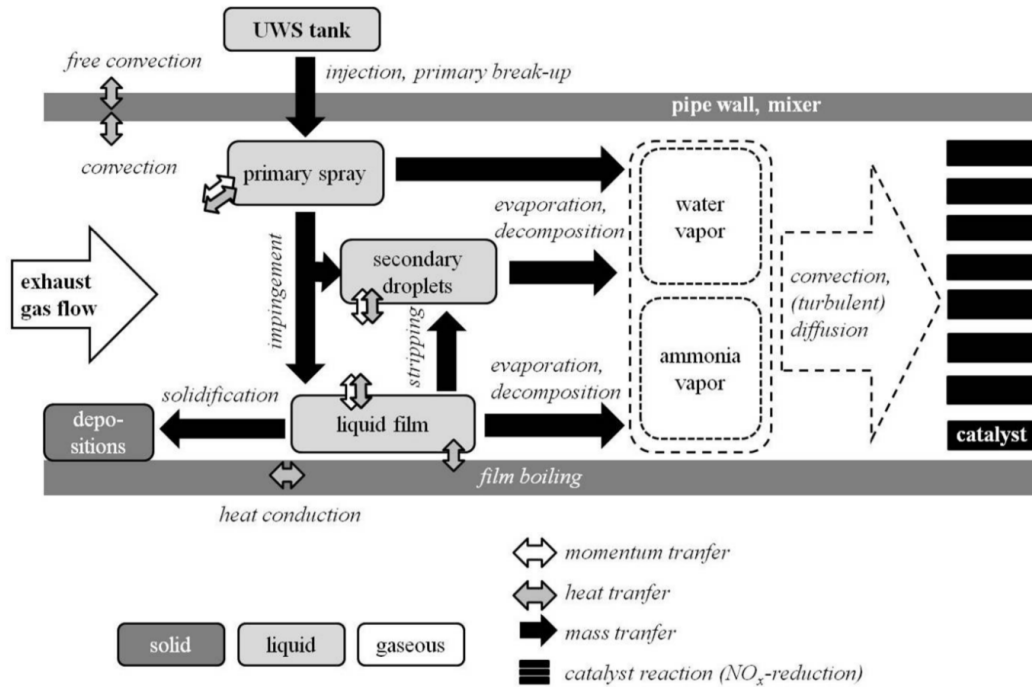 UWS tank
free convection
injection, primary break-up
pipe wall, mixer
convection
primary spray
evaporation,
decomposition
water
vapor
impingement
secondary
droplets
exhaust
gas flow
convection,
(turbulent)
diffusion
stripping
ammonia
vapor
evaporation,
decomposition
solidification
depo-
sitions
liquid film
catalyst
film boiling
heat conduction
momentum tranfer
heat tranfer
mass tranfer
solid
liquid
gaseous
catalyst reaction (NOx-reduction)